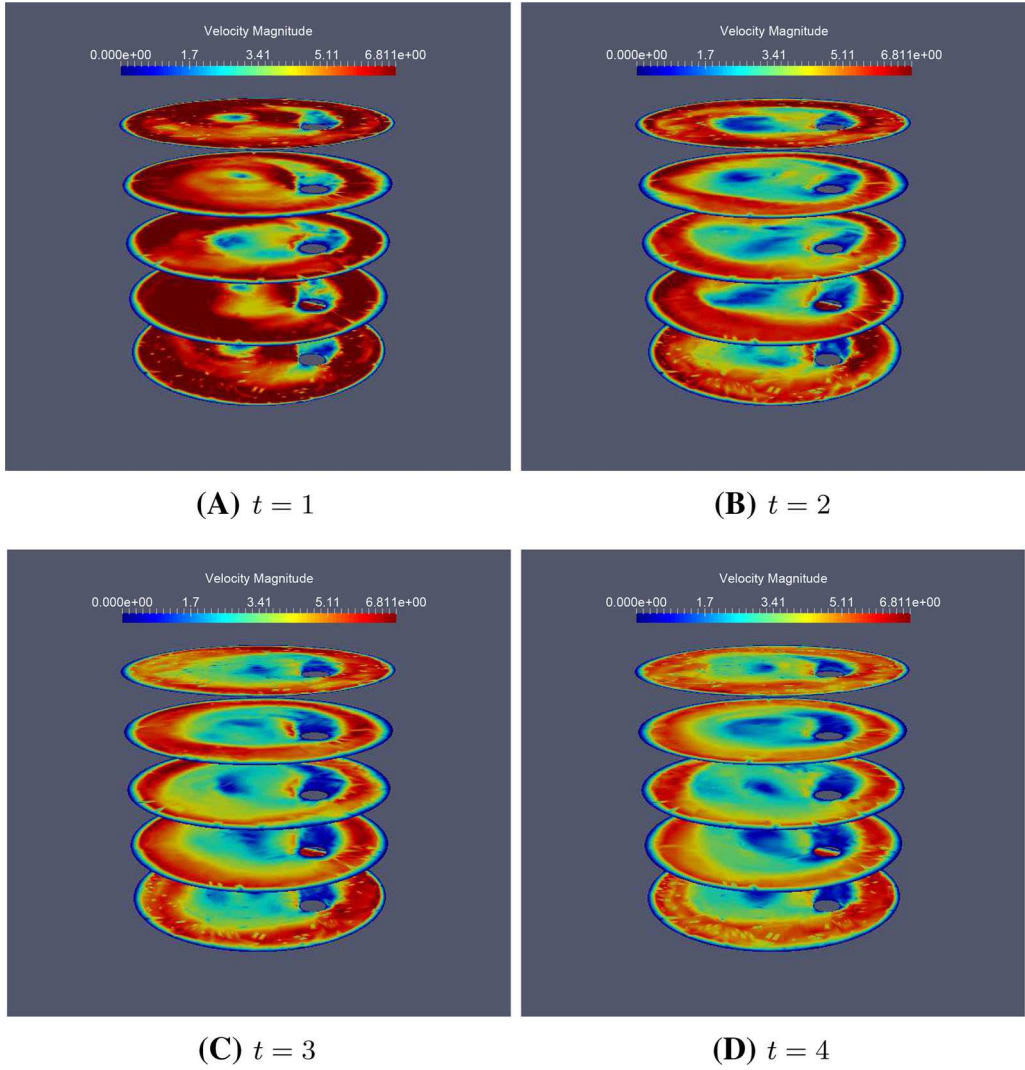 Velocity Magnitude
0.000e+00 1.7 3.41 5.11 6.811e+00
Velocity Magnitude
0.000e+00 1.7 3.41 5.11 6.811e+00
(A) t = 1
(B) t = 2
Velocity Magnitude
0.000e+00 1.7 3.41 5.11 6.811e+00
Velocity Magnitude
0.000e+00 1.7 3.41 5.11 6.811e+00
(C) t = 3
(D) t = 4